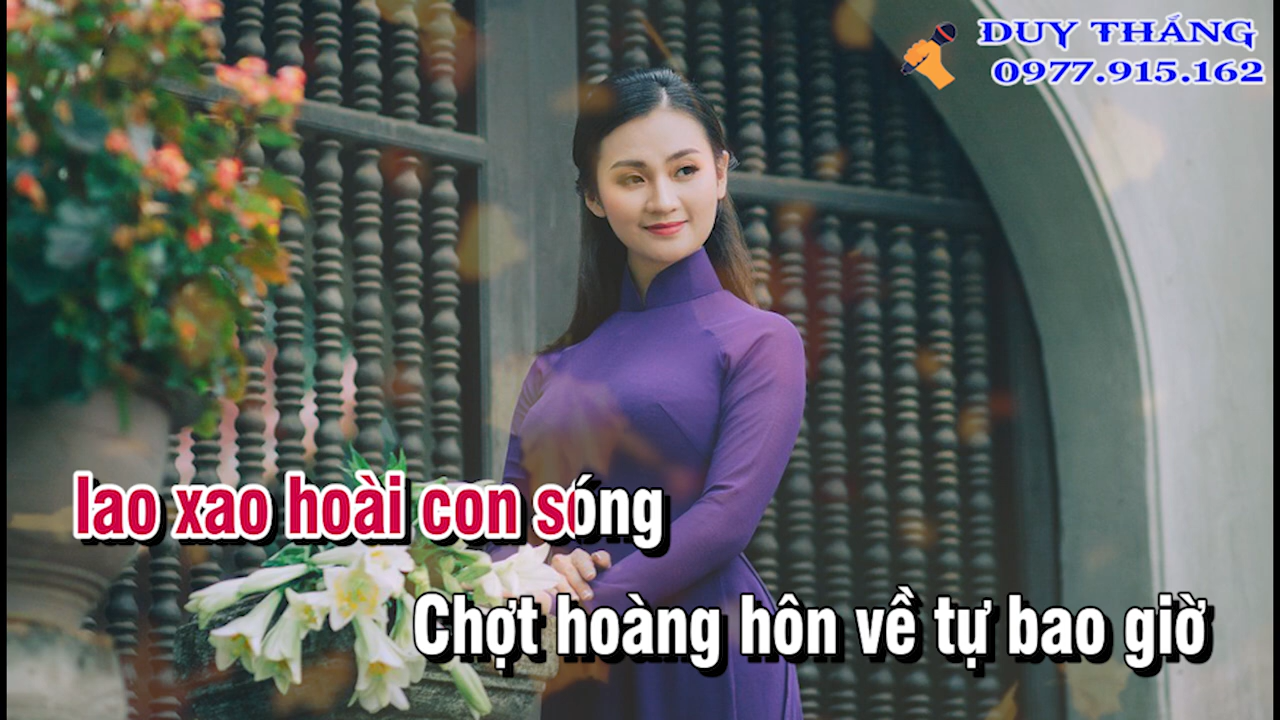 DUY THẮNG
0977.915.162
lao xao hoài con sóng
Chợt hoàng hôn về tự bao giờ